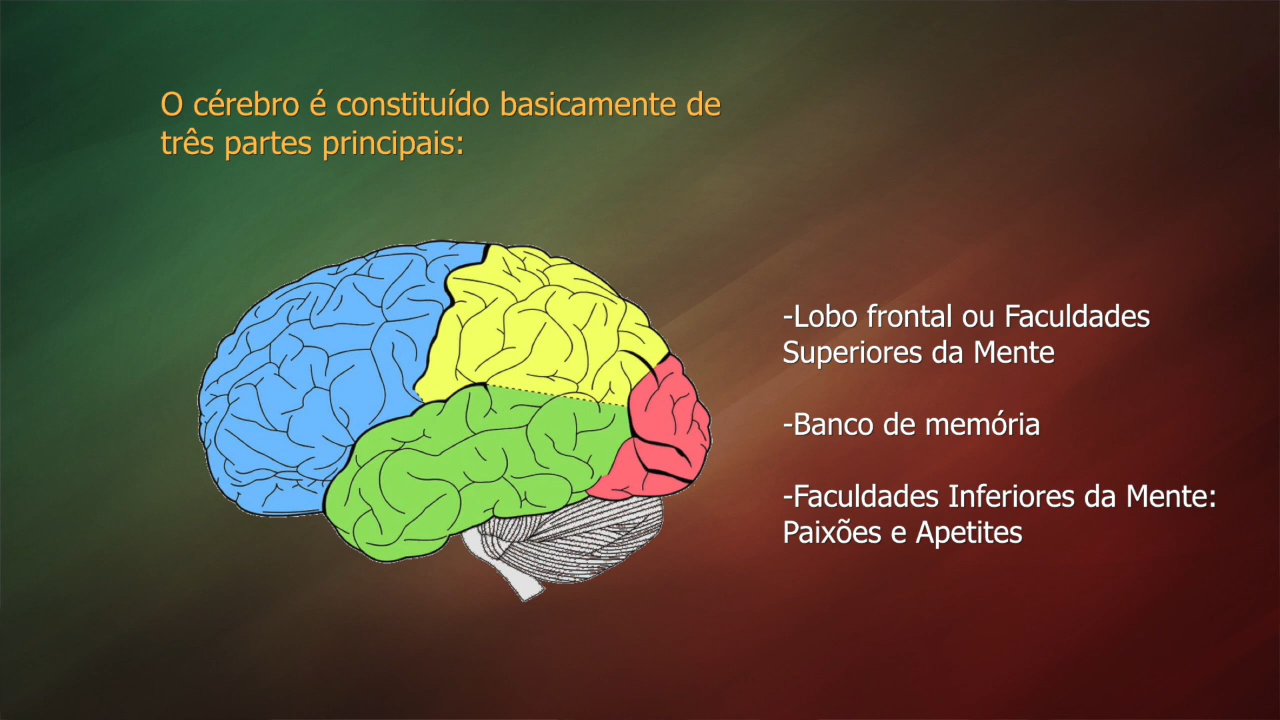 O cérebro é constituído basicamente de
três partes principais:
-Lobo frontal ou Faculdades
Superiores da Mente
-Banco de memória
-Faculdades Inferiores da Mente:
Paixões e Apetites